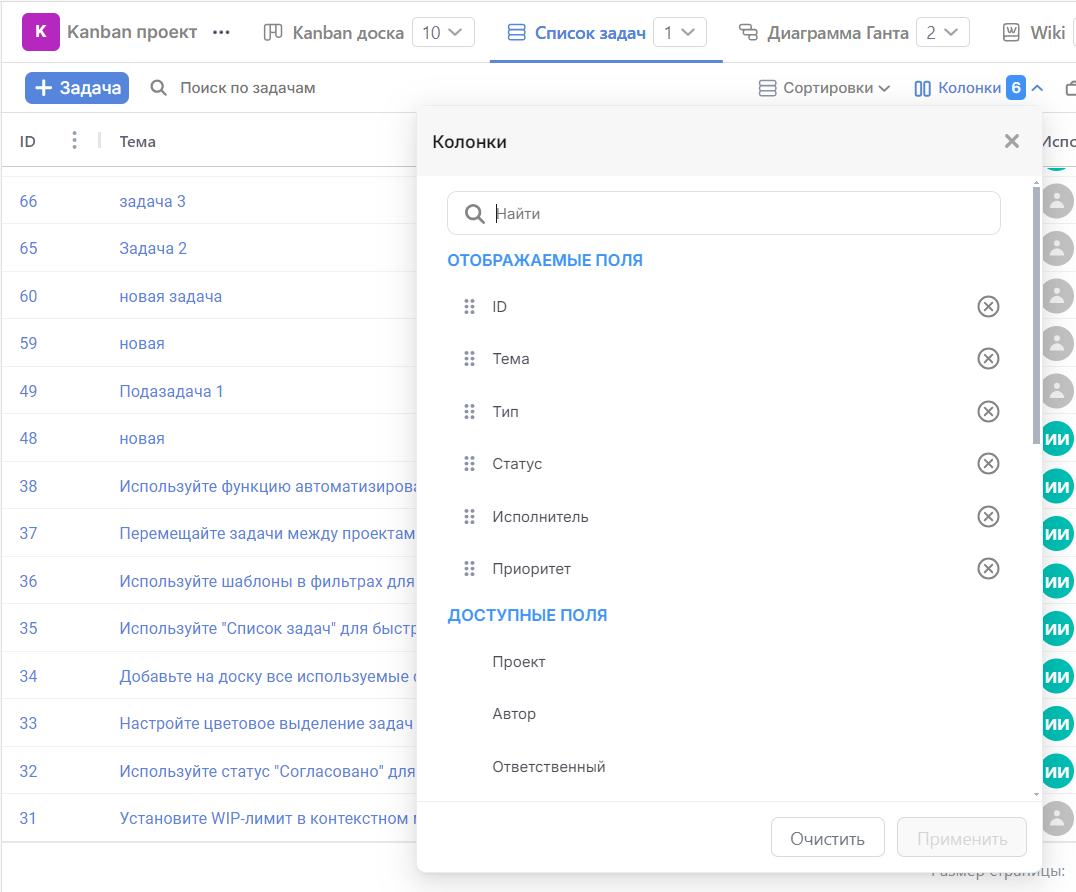 K Kanban проект ••• Kanban доска 10 Список задач 1 Диаграмма Ганта 2 Wiki
+ Задача Поиск по задачам Сортировки Колонки 6
ID Тема
Колонки
Испо
66 задача 3
65 Задача 2
60 новая задача
59 новая
49 Подазадача 1
48 новая ИИ
38 Используйте функцию автоматизирова ИИ
37 Перемещайте задачи между проектам ИИ
36 Используйте шаблоны в фильтрах для ИИ
35 Используйте "Список задач" для быстр ИИ
34 Добавьте на доску все используемые ИИ
33 Настройте цветовое выделение задач ИИ
32 Используйте статус "Согласовано" для ИИ
31 Установите WIP-лимит в контекстном
Найти
ОТОБРАЖАЕМЫЕ ПОЛЯ
ID
Тема
Тип
Статус
Исполнитель
Приоритет
ДОСТУПНЫЕ ПОЛЯ
Проект
Автор
Ответственный
Очистить Применить
Размер страницы: